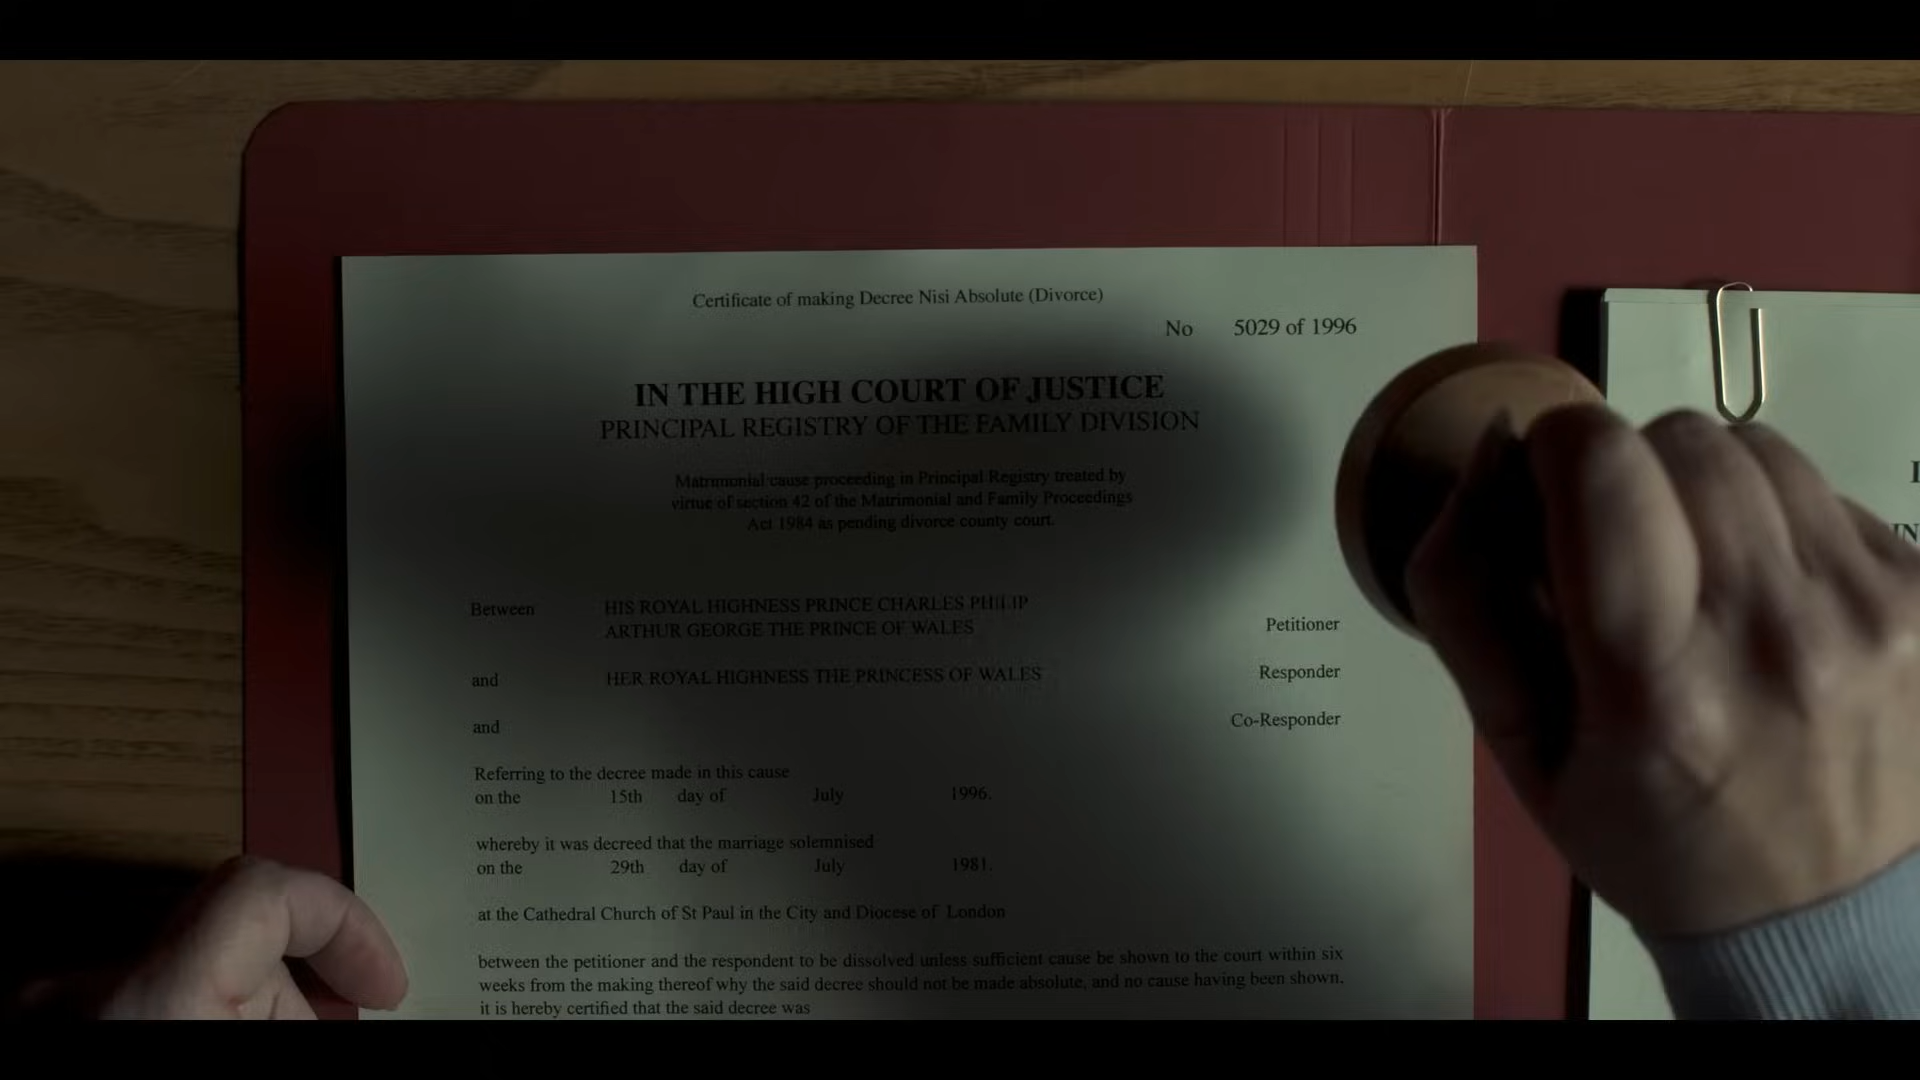 Certificate of making Decree Nisi Absolute (Divorce)
No 5029 of 1996
IN THE HIGH COURT OF JUSTICE
PRINCIPAL REGISTRY OF THE FAMILY DIVISION
Matrimonial cause proceeding in Principal Registry treated by
virtue of section 42 of the Matrimonial and Family Proceedings
Act 1984 as pending divorce county court.
Between HIS ROYAL HIGHNESS PRINCE CHARLES PHILIP
ARTHUR GEORGE THE PRINCE OF WALES Petitioner
and HER ROYAL HIGHNESS THE PRINCESS OF WALES Responder
and Co-Responder
Referring to the decree made in this cause
on the 15th day of July 1996.
whereby it was decreed that the marriage solemnised
on the 29th day of July 1981.
at the Cathedral Church of St Paul in the City and Diocese of London
between the petitioner and the respondent to be dissolved unless sufficient cause be shown to the court within six
weeks from the making thereof why the said decree should not be made absolute, and no cause having been shown,
it is hereby certified that the said decree was